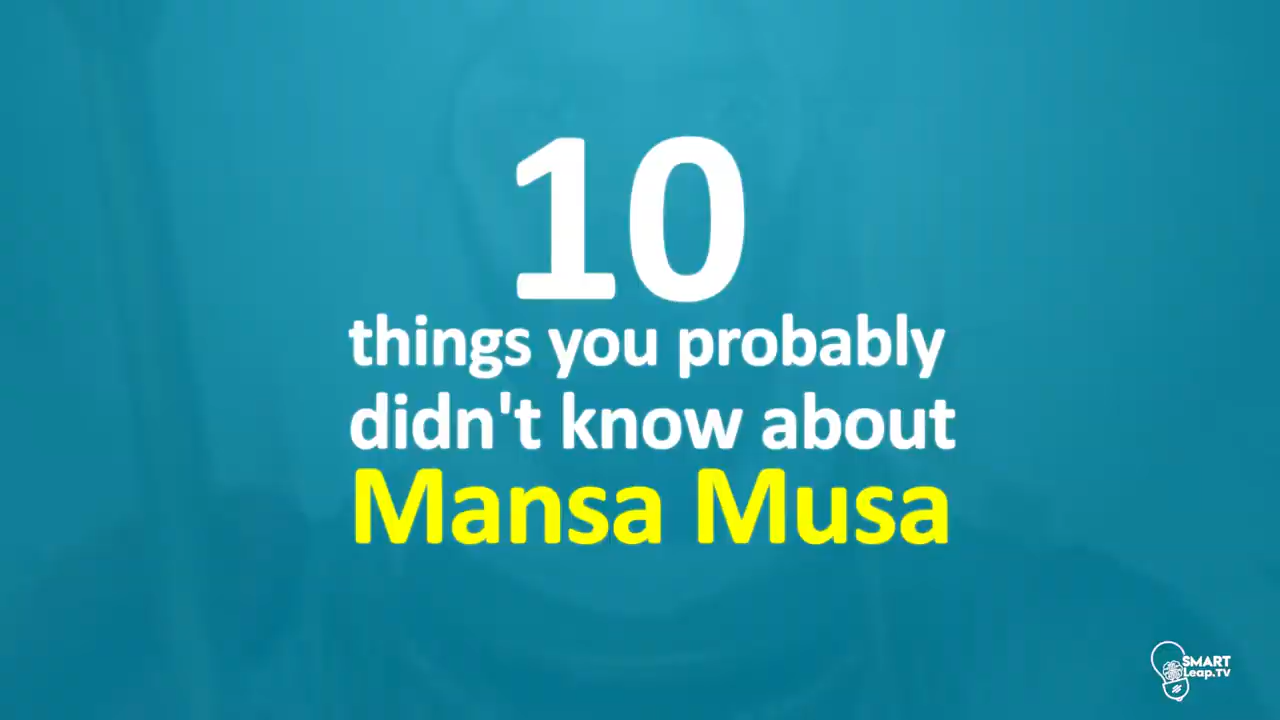 10
things you probably
didn't know about
Mansa Musa
SMART
Leap.TV